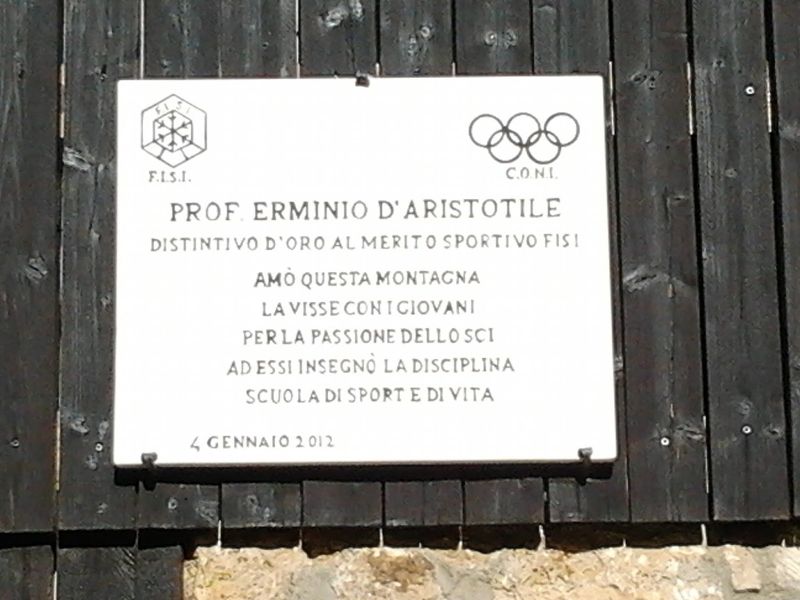 F.I.S.I.
F.I.S.I.
C.O.N.I.
PROF. ERMINIO D'ARISTOTILE
DISTINTIVO D'ORO AL MERITO SPORTIVO FISI
AMÒ QUESTA MONTAGNA
LA VISSE CON I GIOVANI
PER LA PASSIONE DELLO SCI
AD ESSI INSEGNÒ LA DISCIPLINA
SCUOLA DI SPORT E DI VITA
4 GENNAIO 2012